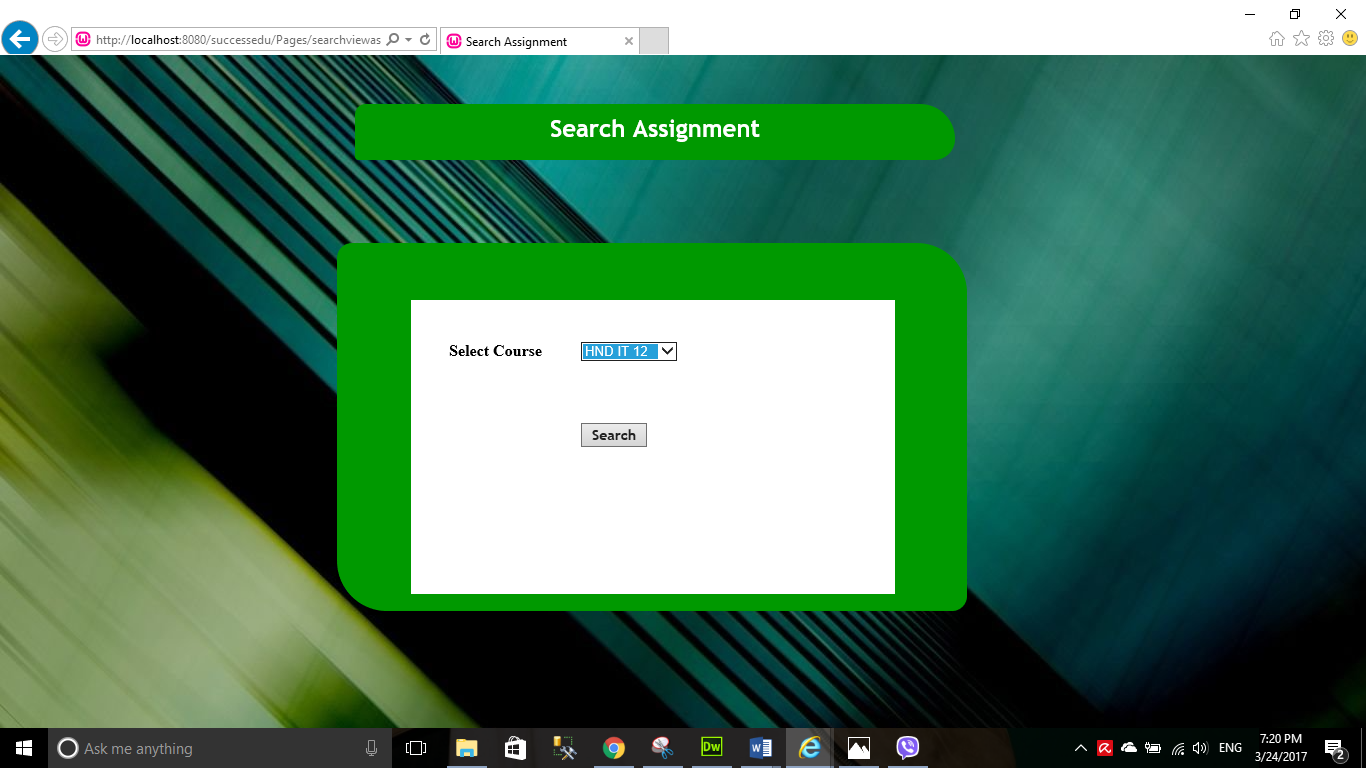 http://localhost:8080/successedu/Pages/searchviewas
Search Assignment
Search Assignment
Select Course
HND IT 12
Search
Ask me anything
Dw
W
ENG
7:20 PM
3/24/2017
2